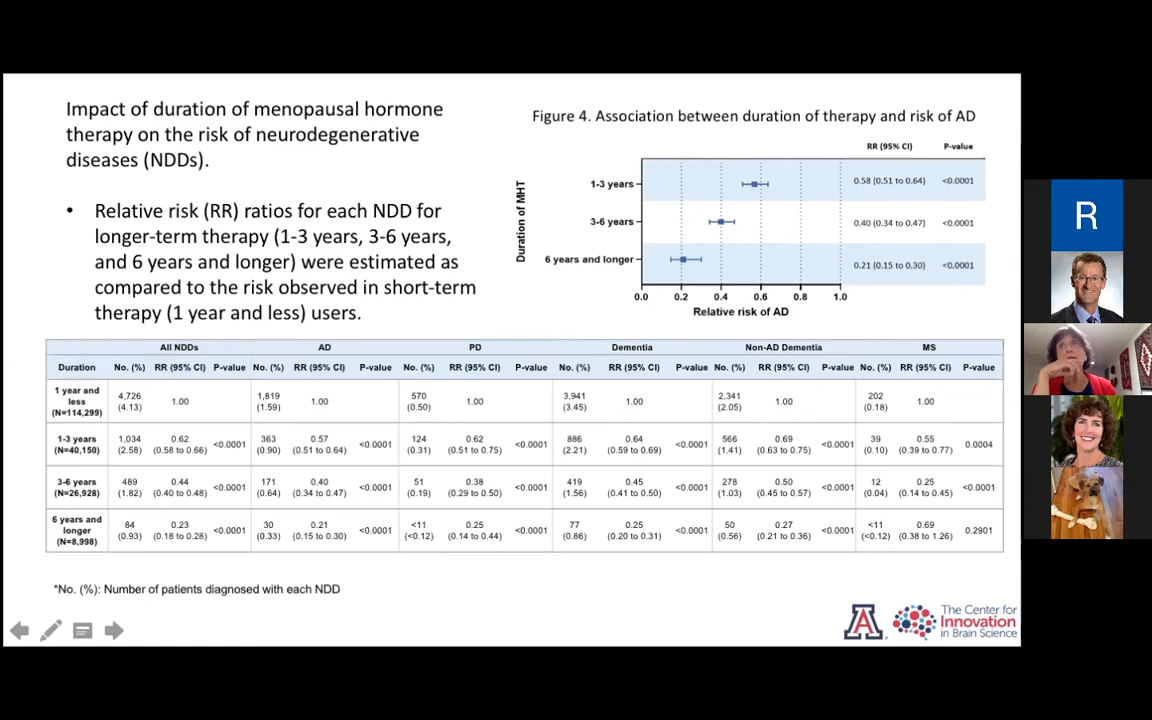 Impact of duration of menopausal hormone
therapy on the risk of neurodegenerative
diseases (NDDs).
• Relative risk (RR) ratios for each NDD for
longer-term therapy (1-3 years, 3-6 years,
and 6 years and longer) were estimated as
compared to the risk observed in short-term
therapy (1 year and less) users.
Figure 4. Association between duration of therapy and risk of AD
RR (95% CI) P-value
Duration of MHT
1-3 years 0.58 (0.51 to 0.64) <0.0001
3-6 years 0.40 (0.34 to 0.47) <0.0001
6 years and longer 0.21 (0.15 to 0.30) <0.0001
0.0 0.2 0.4 0.6 0.8 1.0
Relative risk of AD
All NDDs AD PD Dementia Non-AD Dementia MS
Duration No. (%) RR (95% CI) P-value No. (%) RR (95% CI) P-value No. (%) RR (95% CI) P-value No. (%) RR (95% CI) P-value No. (%) RR (95% CI) P-value No. (%) RR (95% CI) P-value
1 year and
less
(N=114,299)
4,726
(4.13)
1.00
1,819
(1.59)
1.00
570
(0.50)
1.00
3,941
(3.45)
1.00
2,341
(2.05)
1.00
202
(0.18)
1.00
1-3 years
(N=40,150)
1,034
(2.58)
0.62
(0.58 to 0.66)
<0.0001
363
(0.90)
0.57
(0.51 to 0.64)
<0.0001
124
(0.31)
0.62
(0.51 to 0.75)
<0.0001
886
(2.21)
0.64
(0.59 to 0.69)
<0.0001
566
(1.41)
0.69
(0.63 to 0.75)
<0.0001
39
(0.10)
0.55
(0.39 to 0.77)
0.0004
3-6 years
(N=26,928)
489
(1.82)
0.44
(0.40 to 0.48)
<0.0001
171
(0.64)
0.40
(0.34 to 0.47)
<0.0001
51
(0.19)
0.38
(0.29 to 0.50)
<0.0001
419
(1.56)
0.45
(0.41 to 0.50)
<0.0001
278
(1.03)
0.50
(0.45 to 0.57)
<0.0001
12
(0.04)
0.25
(0.14 to 0.45)
<0.0001
6 years and
longer
(N=8,998)
84
(0.93)
0.23
(0.18 to 0.28)
<0.0001
30
(0.33)
0.21
(0.15 to 0.30)
<0.0001
<11
(<0.12)
0.25
(0.14 to 0.44)
<0.0001
77
(0.86)
0.25
(0.20 to 0.31)
<0.0001
50
(0.56)
0.27
(0.21 to 0.36)
<0.0001
<11
(<0.12)
0.69
(0.38 to 1.26)
0.2901
*No. (%): Number of patients diagnosed with each NDD
A
The Center for
Innovation
in Brain Science
R